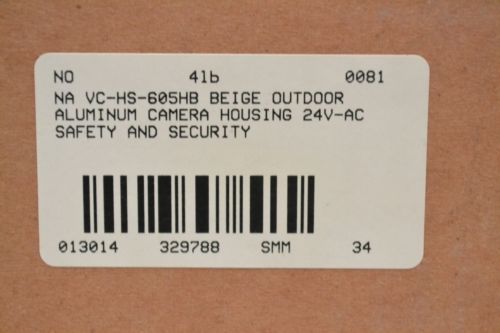 NO 41b 0081
NA VC-HS-605HB BEIGE OUTDOOR
ALUMINUM CAMERA HOUSING 24V-AC
SAFETY AND SECURITY
013014 329788 SMM 34